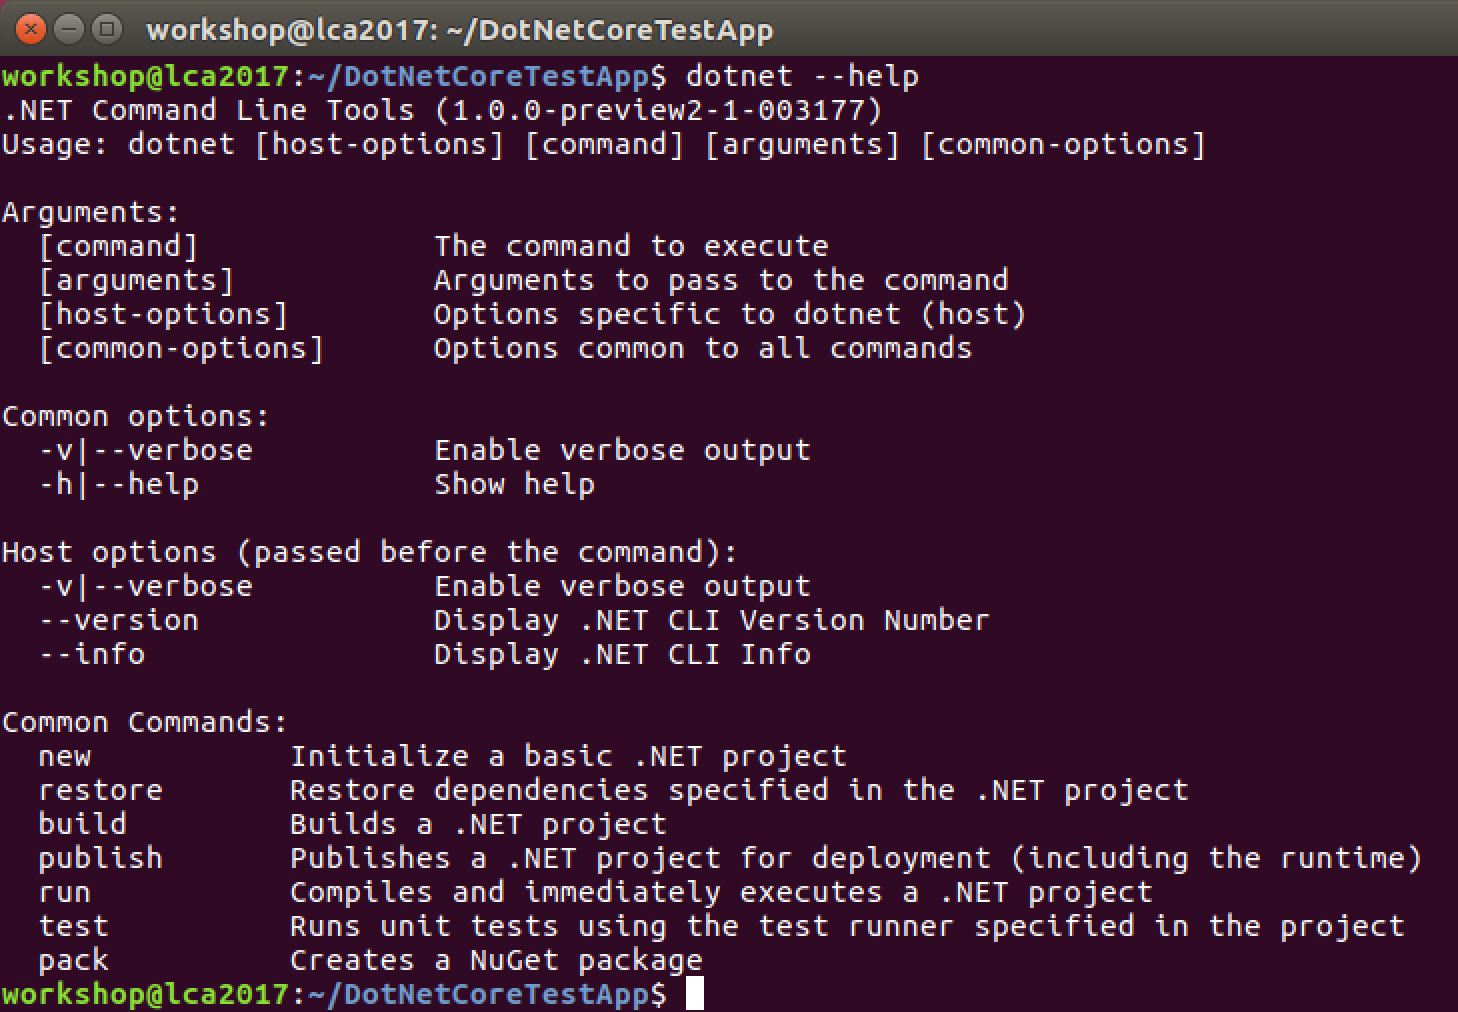 workshop@lca2017: ~/DotNetCoreTestApp
workshop@lca2017:~/DotNetCoreTestApp$ dotnet --help
.NET Command Line Tools (1.0.0-preview2-1-003177)
Usage: dotnet [host-options] [command] [arguments] [common-options]

Arguments:
  [command]             The command to execute
  [arguments]           Arguments to pass to the command
  [host-options]        Options specific to dotnet (host)
  [common-options]      Options common to all commands

Common options:
  -v|--verbose          Enable verbose output
  -h|--help             Show help

Host options (passed before the command):
  -v|--verbose          Enable verbose output
  --version             Display .NET CLI Version Number
  --info                Display .NET CLI Info

Common Commands:
  new           Initialize a basic .NET project
  restore       Restore dependencies specified in the .NET project
  build         Builds a .NET project
  publish       Publishes a .NET project for deployment (including the runtime)
  run           Compiles and immediately executes a .NET project
  test          Runs unit tests using the test runner specified in the project
  pack          Creates a NuGet package
workshop@lca2017:~/DotNetCoreTestApp$